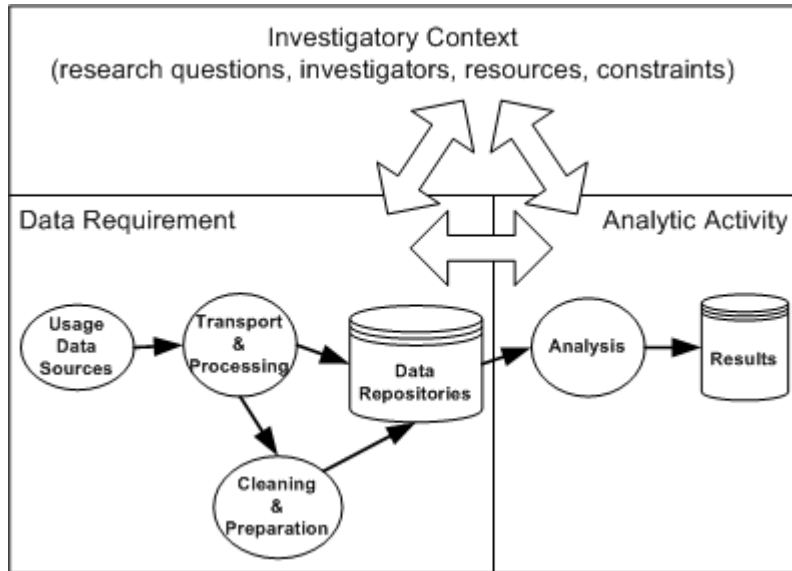 Investigatory Context
(research questions, investigators, resources, constraints)
Data Requirement
Analytic Activity
Usage
Data
Sources
Transport
&
Processing
Data
Repositories
Cleaning
&
Preparation
Analysis
Results